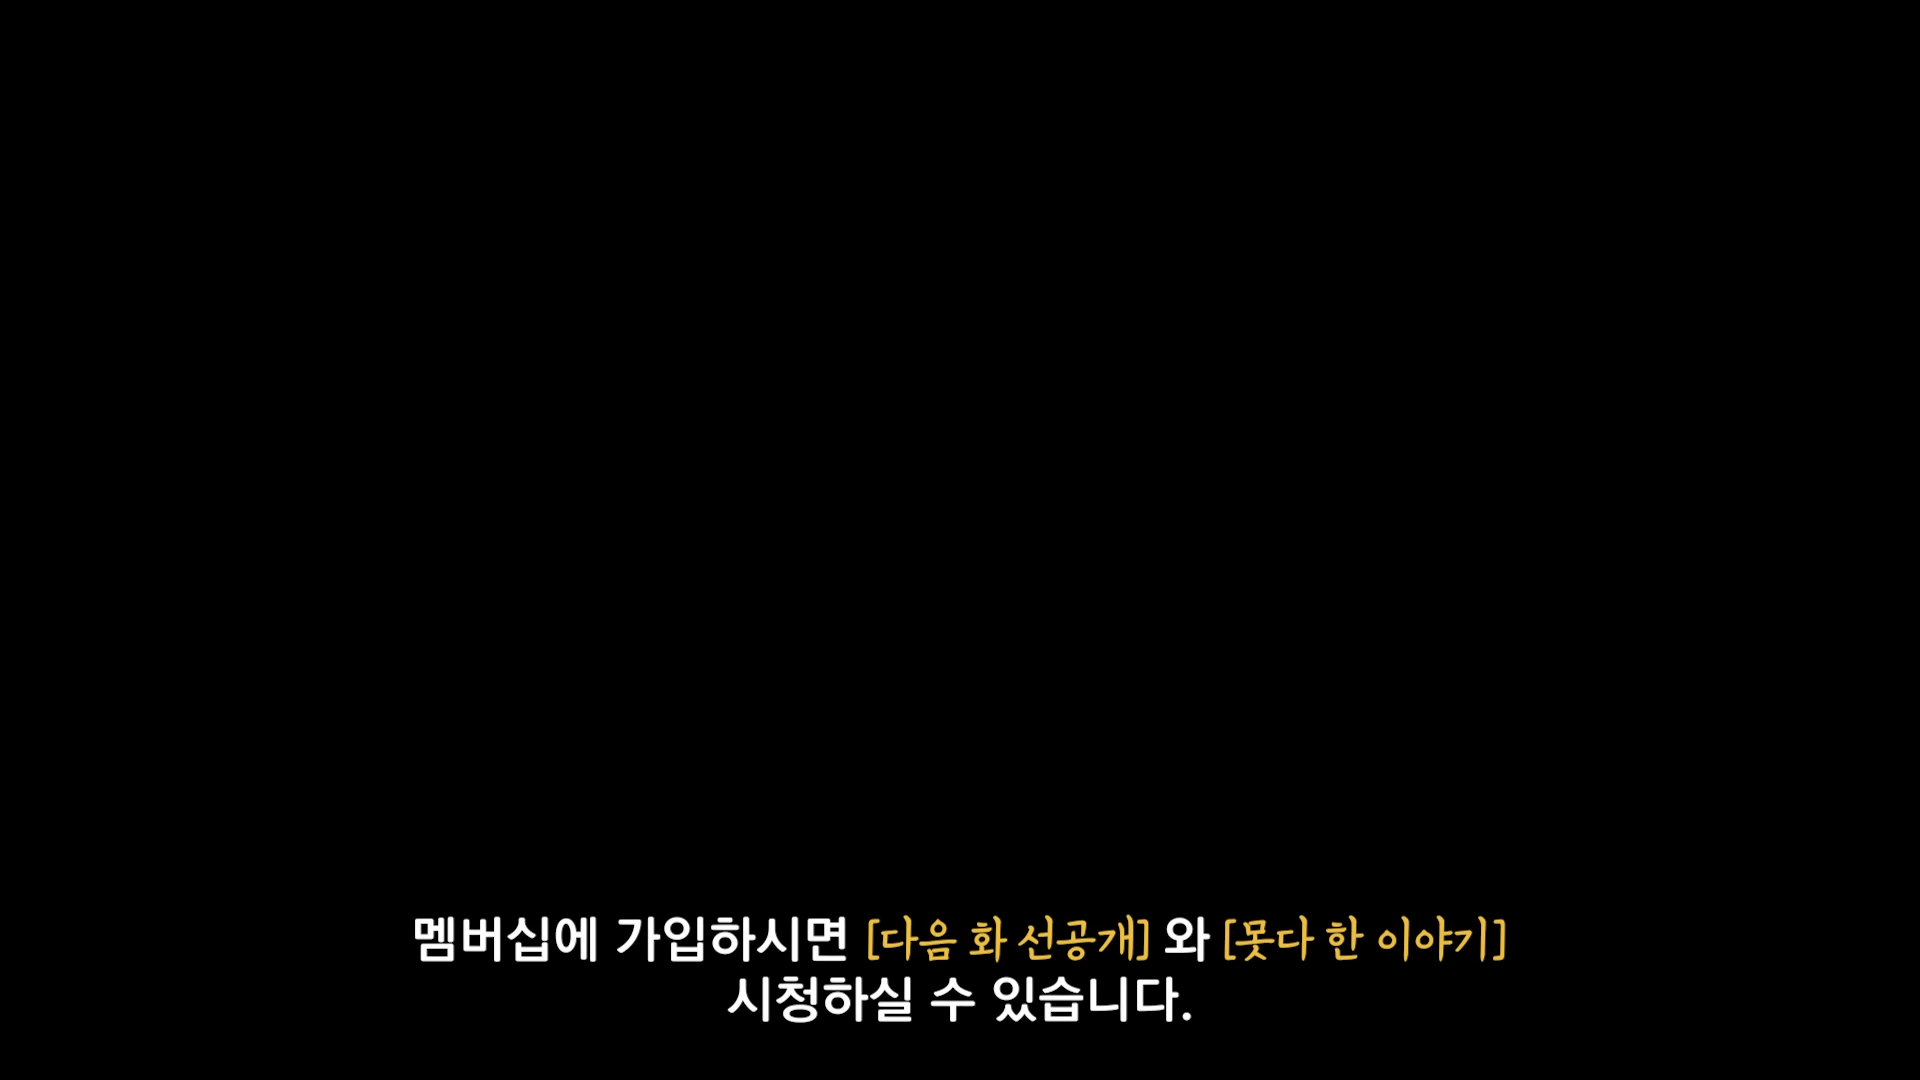 멤버십에 가입하시면 [다음 화 선공개] 와 [못다 한 이야기]
시청하실 수 있습니다.